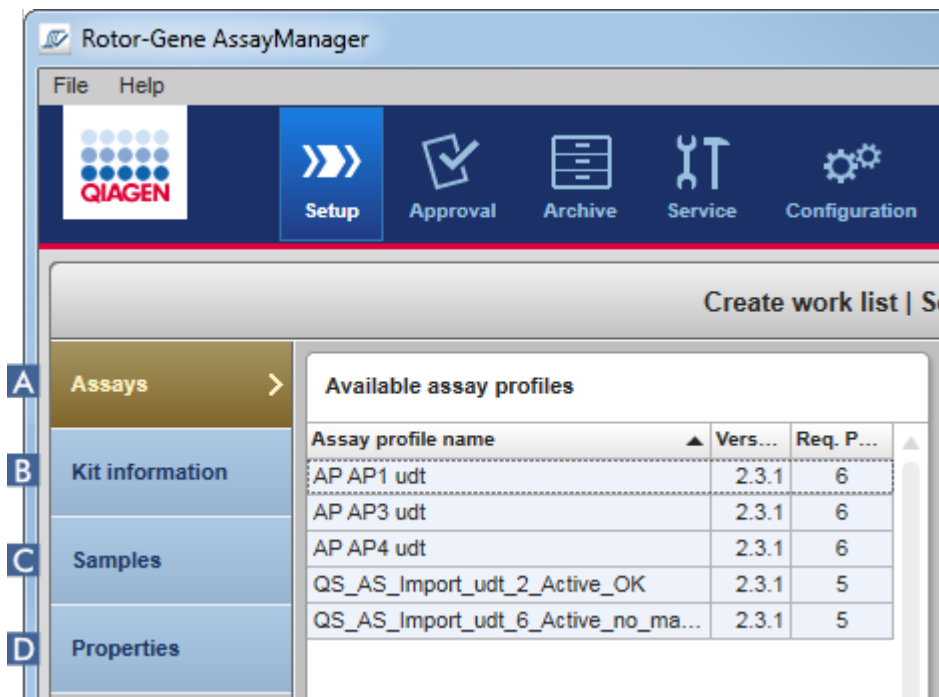 Rotor-Gene AssayManager
File Help
QIAGEN
Setup Approval Archive Service Configuration
Create work list | S
A Assays
Available assay profiles
Assay profile name Vers... Req. P...
B Kit information
AP AP1 udt 2.3.1 6
AP AP3 udt 2.3.1 6
C Samples
AP AP4 udt 2.3.1 6
QS_AS_Import_udt_2_Active_OK 2.3.1 5
QS_AS_Import_udt_6_Active_no_ma... 2.3.1 5
D Properties